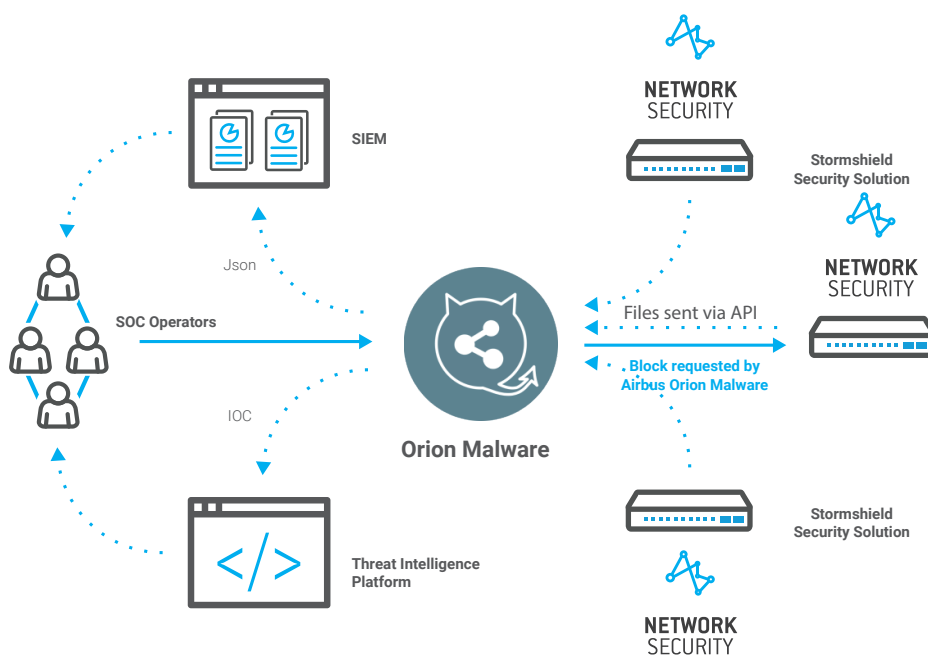 NETWORK
SECURITY
SIEM
Stormshield
Security Solution
Json
NETWORK
SECURITY
SOC Operators
Files sent via API
Block requested by
Airbus Orion Malware
IOC
Orion Malware
</>
Threat Intelligence
Platform
Stormshield
Security Solution
NETWORK
SECURITY